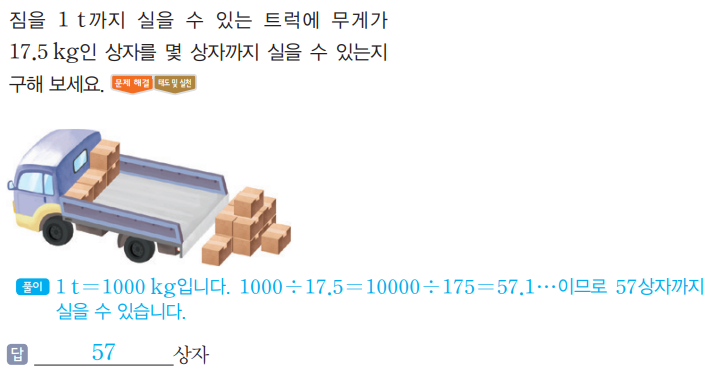 짐을 1 t까지 실을 수 있는 트럭에 무게가
17.5 kg인 상자를 몇 상자까지 실을 수 있는지
구해 보세요. 문제 해결 태도 및 실천
풀이 1 t=1000 kg입니다. 1000÷17.5=10000÷175=57.1···이므로 57상자까지
실을 수 있습니다.
답 57 상자